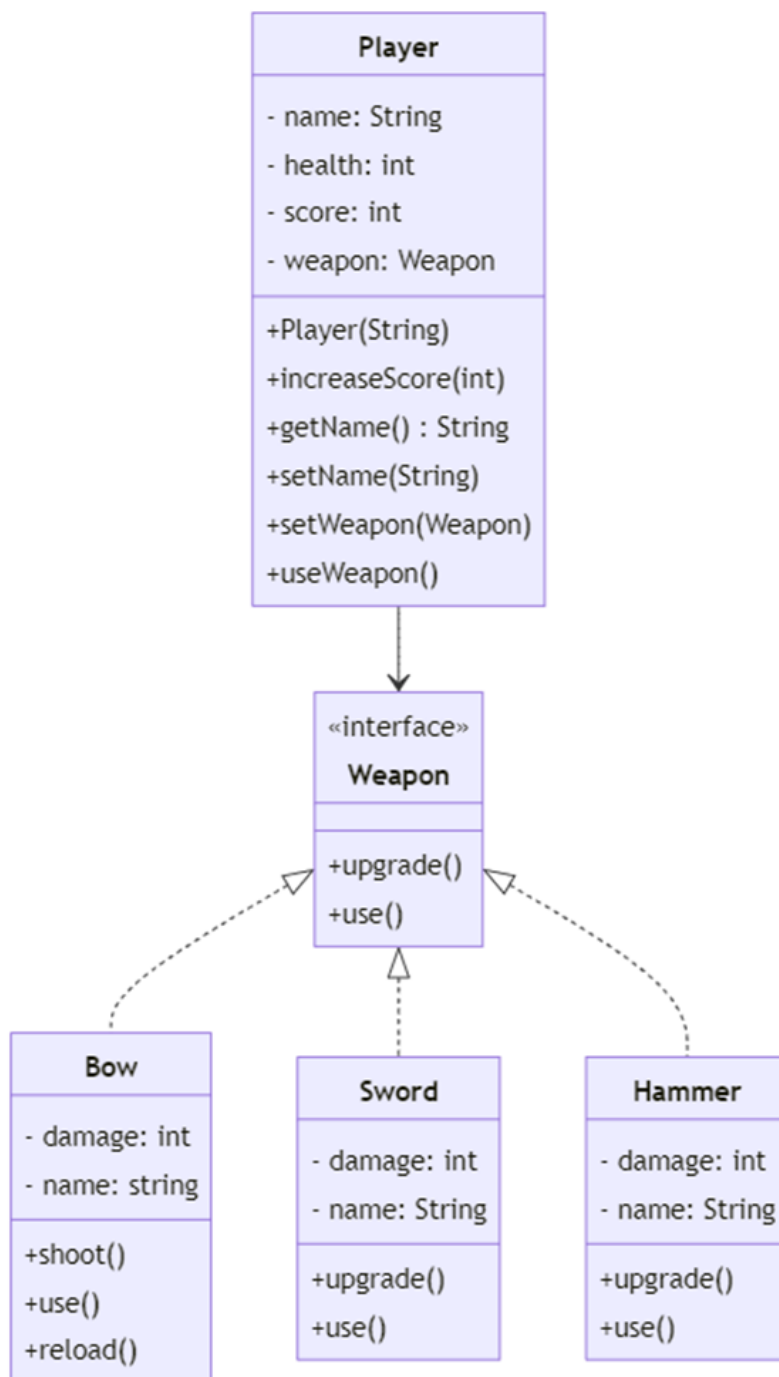 Player
- name: String
- health: int
- score: int
- weapon: Weapon
+Player(String)
+increaseScore(int)
+getName() : String
+setName(String)
+setWeapon(Weapon)
+useWeapon()
«interface»
Weapon
+upgrade()
+use()
Bow
- damage: int
- name: string
+shoot()
+use()
+reload()
Sword
- damage: int
- name: String
+upgrade()
+use()
Hammer
- damage: int
- name: String
+upgrade()
+use()